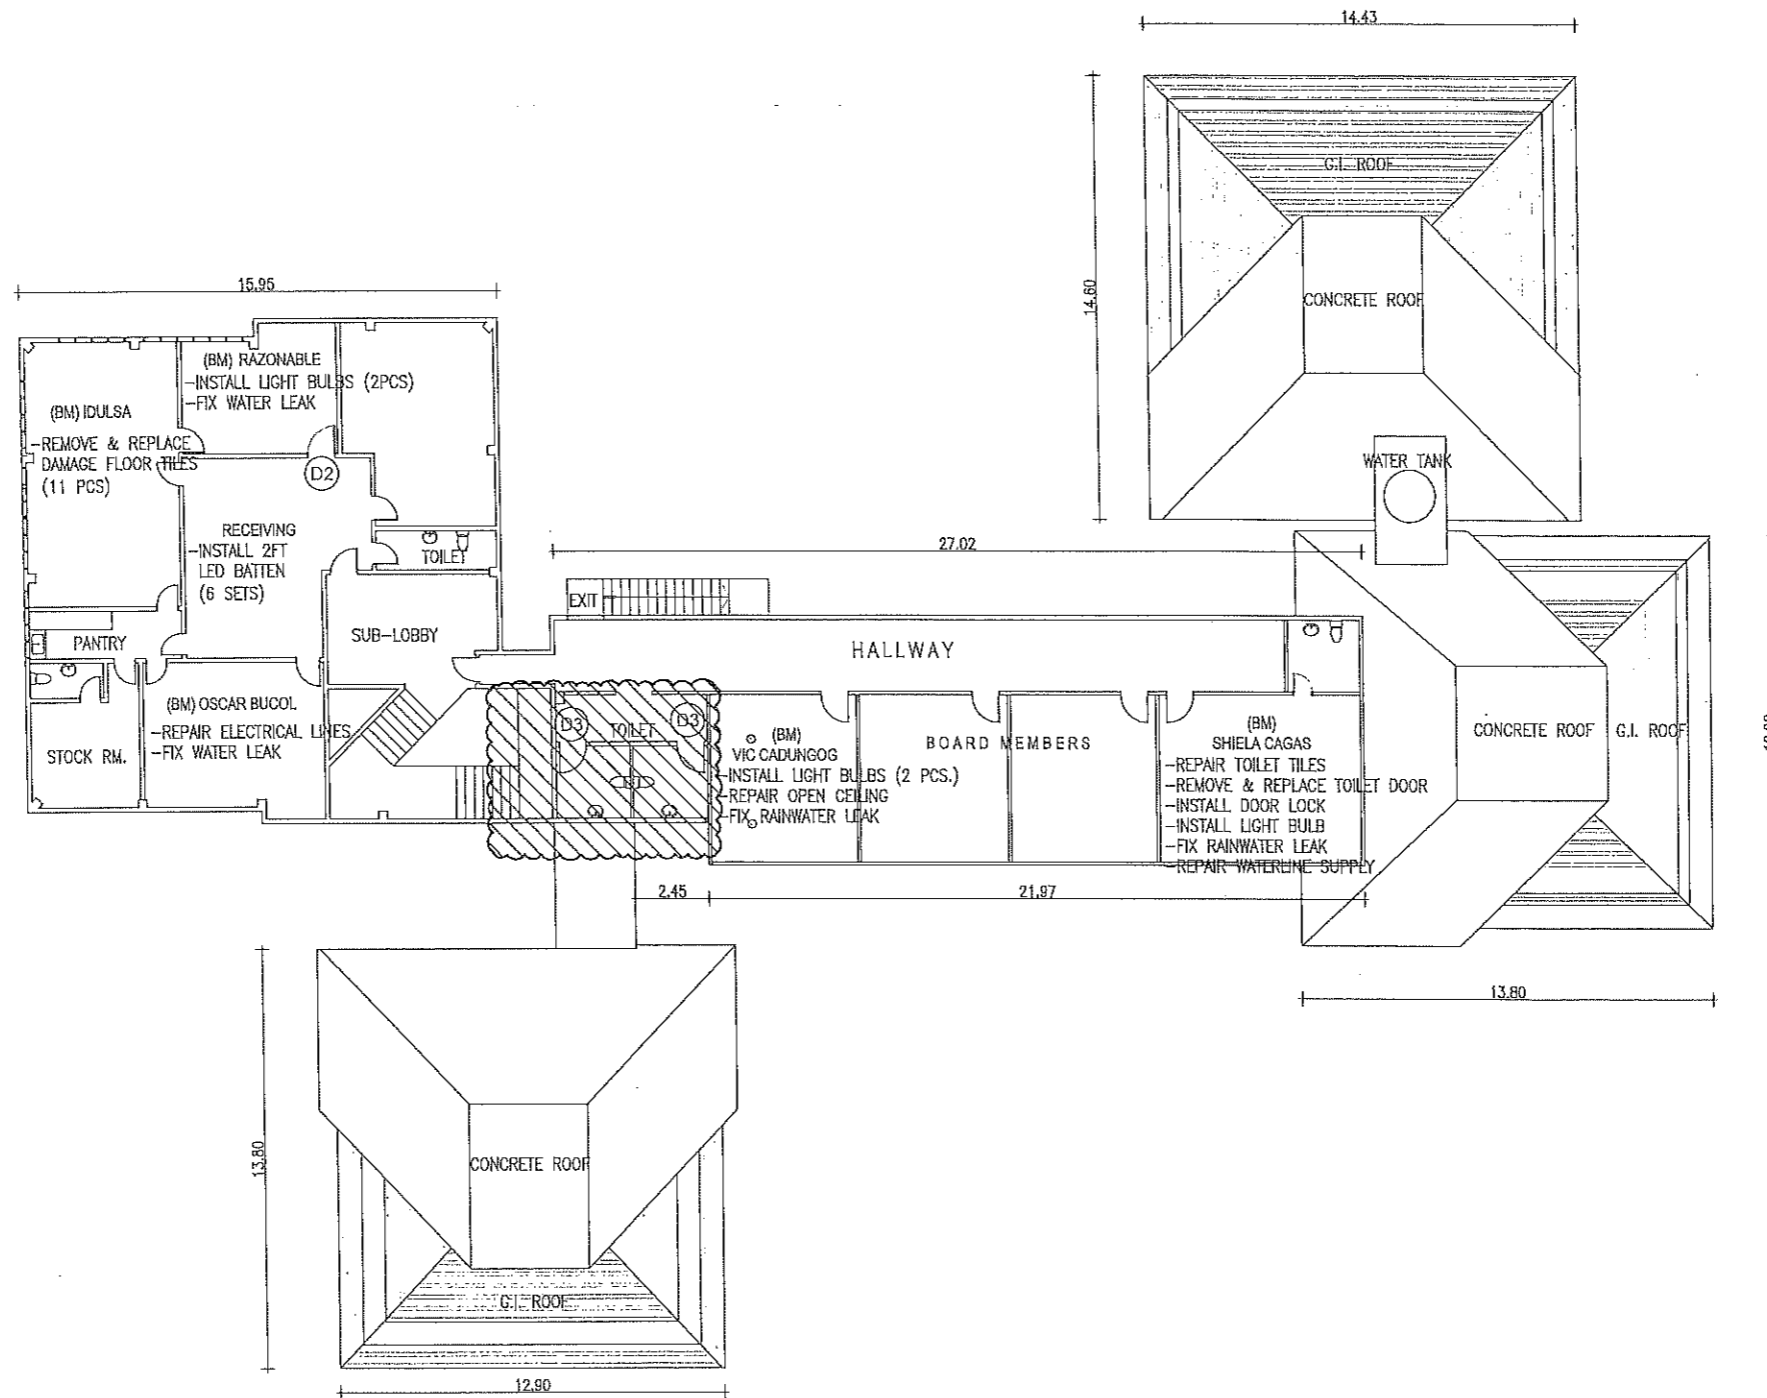 14.43
G.I. ROOF
14.60
CONCRETE ROOF
WATER TANK
15.95
(BM) RAZONABLE
-INSTALL LIGHT BULBS (2PCS)
-FIX WATER LEAK
(BM) IDULSA
-REMOVE & REPLACE
DAMAGE FLOOR TILES
(11 PCS)
D2
RECEIVING
-INSTALL 2FT
LED BATTEN
(6 SETS)
TOILET
27.02
EXIT
SUB-LOBBY
PANTRY
HALLWAY
(BM) OSCAR BUCOL
-REPAIR ELECTRICAL LINES
-FIX WATER LEAK
STOCK RM.
D3
TOILET
D3
(BM)
VIC CADUNGOG
-INSTALL LIGHT BULBS (2 PCS.)
-REPAIR OPEN CEILING
-FIX RAINWATER LEAK
BOARD MEMBERS
(BM)
SHIELA CAGAS
-REPAIR TOILET TILES
-REMOVE & REPLACE TOILET DOOR
-INSTALL DOOR LOCK
-INSTALL LIGHT BULB
-FIX RAINWATER LEAK
-REPAIR WATERLINE SUPPLY
CONCRETE ROOF
G.I. ROOF
2.45
21.97
13.80
13.80
CONCRETE ROOF
G.I. ROOF
12.90